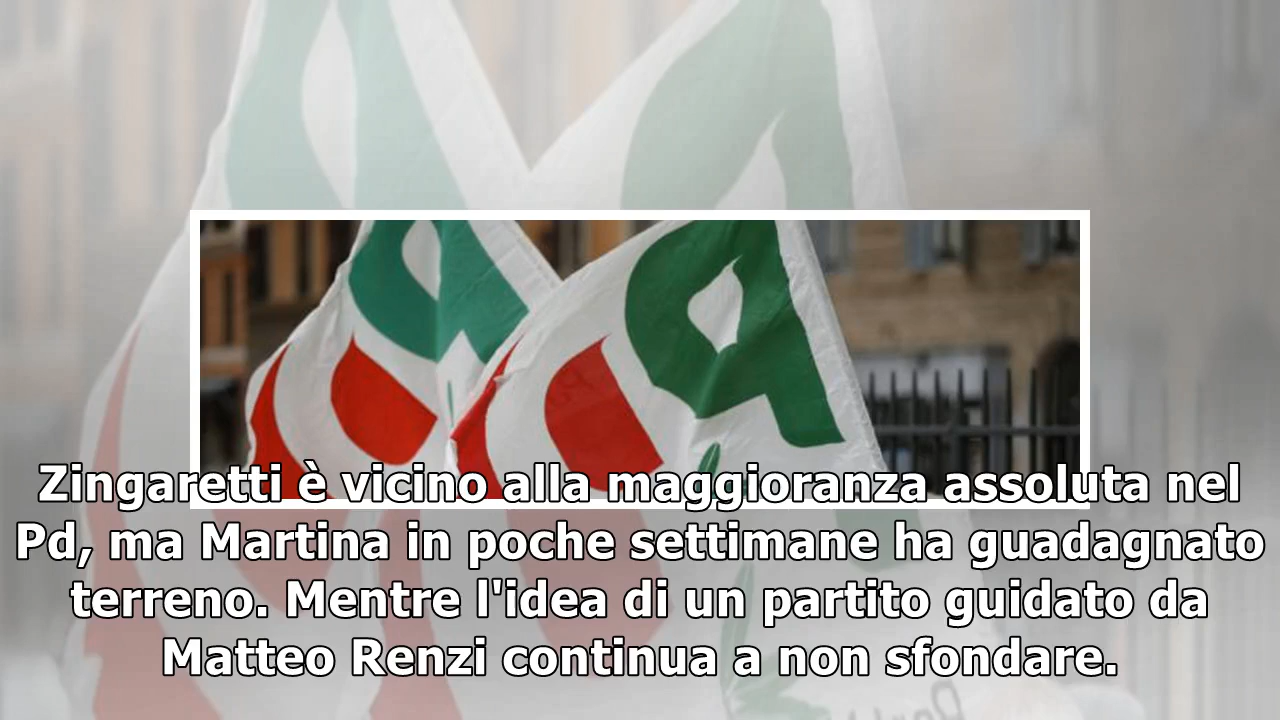 Zingaretti è vicino alla maggioranza assoluta nel
Pd, ma Martina in poche settimane ha guadagnato
terreno. Mentre l'idea di un partito guidato da
Matteo Renzi continua a non sfondare.